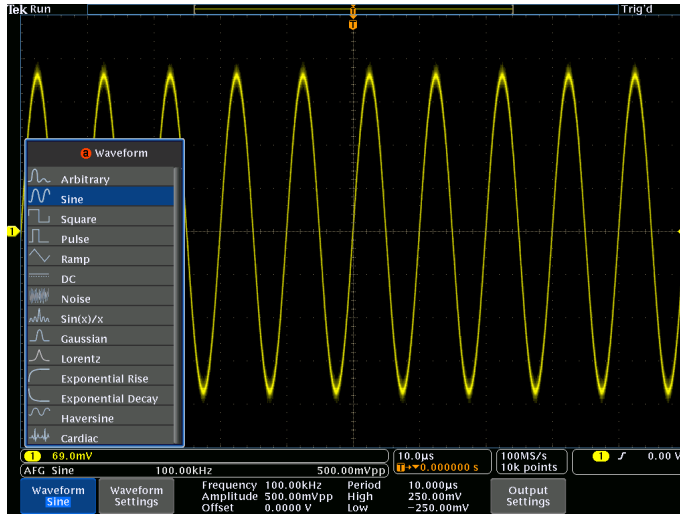 Tek Run Trig'd
T
T
a Waveform
Arbitrary
Sine
Square
Pulse
Ramp
DC
Noise
Sin(x)/x
Gaussian
Lorentz
Exponential Rise
Exponential Decay
Haversine
Cardiac
1
1 69.0mV 10.0µs 100MS/s 1 0.00 V
AFG Sine 100.00kHz 500.00mVpp T→▼0.000000 s 10k points
Waveform Waveform Frequency 100.00kHz Period 10.000µs Output
Sine Settings Amplitude 500.00mVpp High 250.00mV Settings
Offset 0.0000 V Low −250.00mV